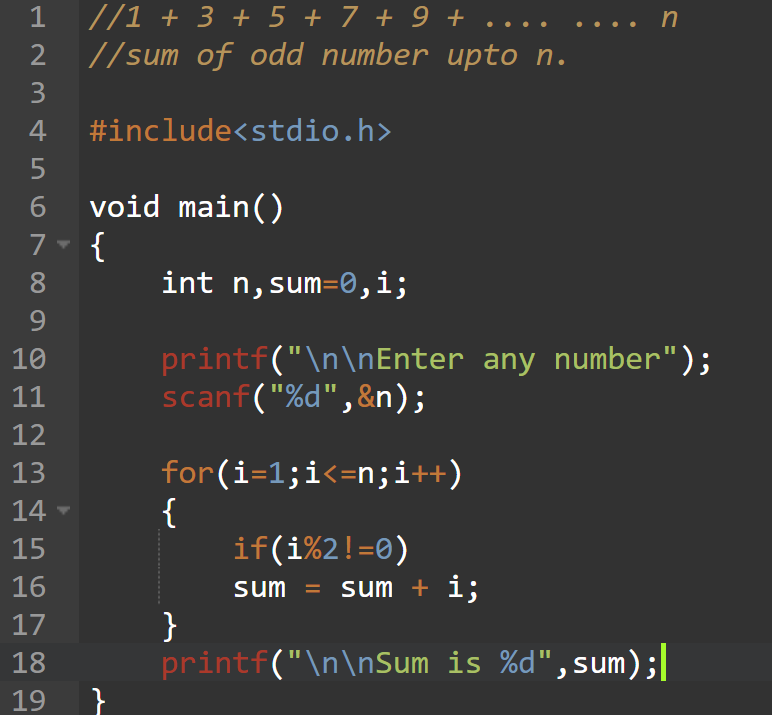 1 //1 + 3 + 5 + 7 + 9 + .... .... n
2 //sum of odd number upto n.
3
4 #include<stdio.h>
5
6 void main()
7 {
8     int n,sum=0,i;
9
10     printf("\n\nEnter any number");
11     scanf("%d",&n);
12
13     for(i=1;i<=n;i++)
14     {
15         if(i%2!=0)
16         sum = sum + i;
17     }
18     printf("\n\nSum is %d",sum);
19 }